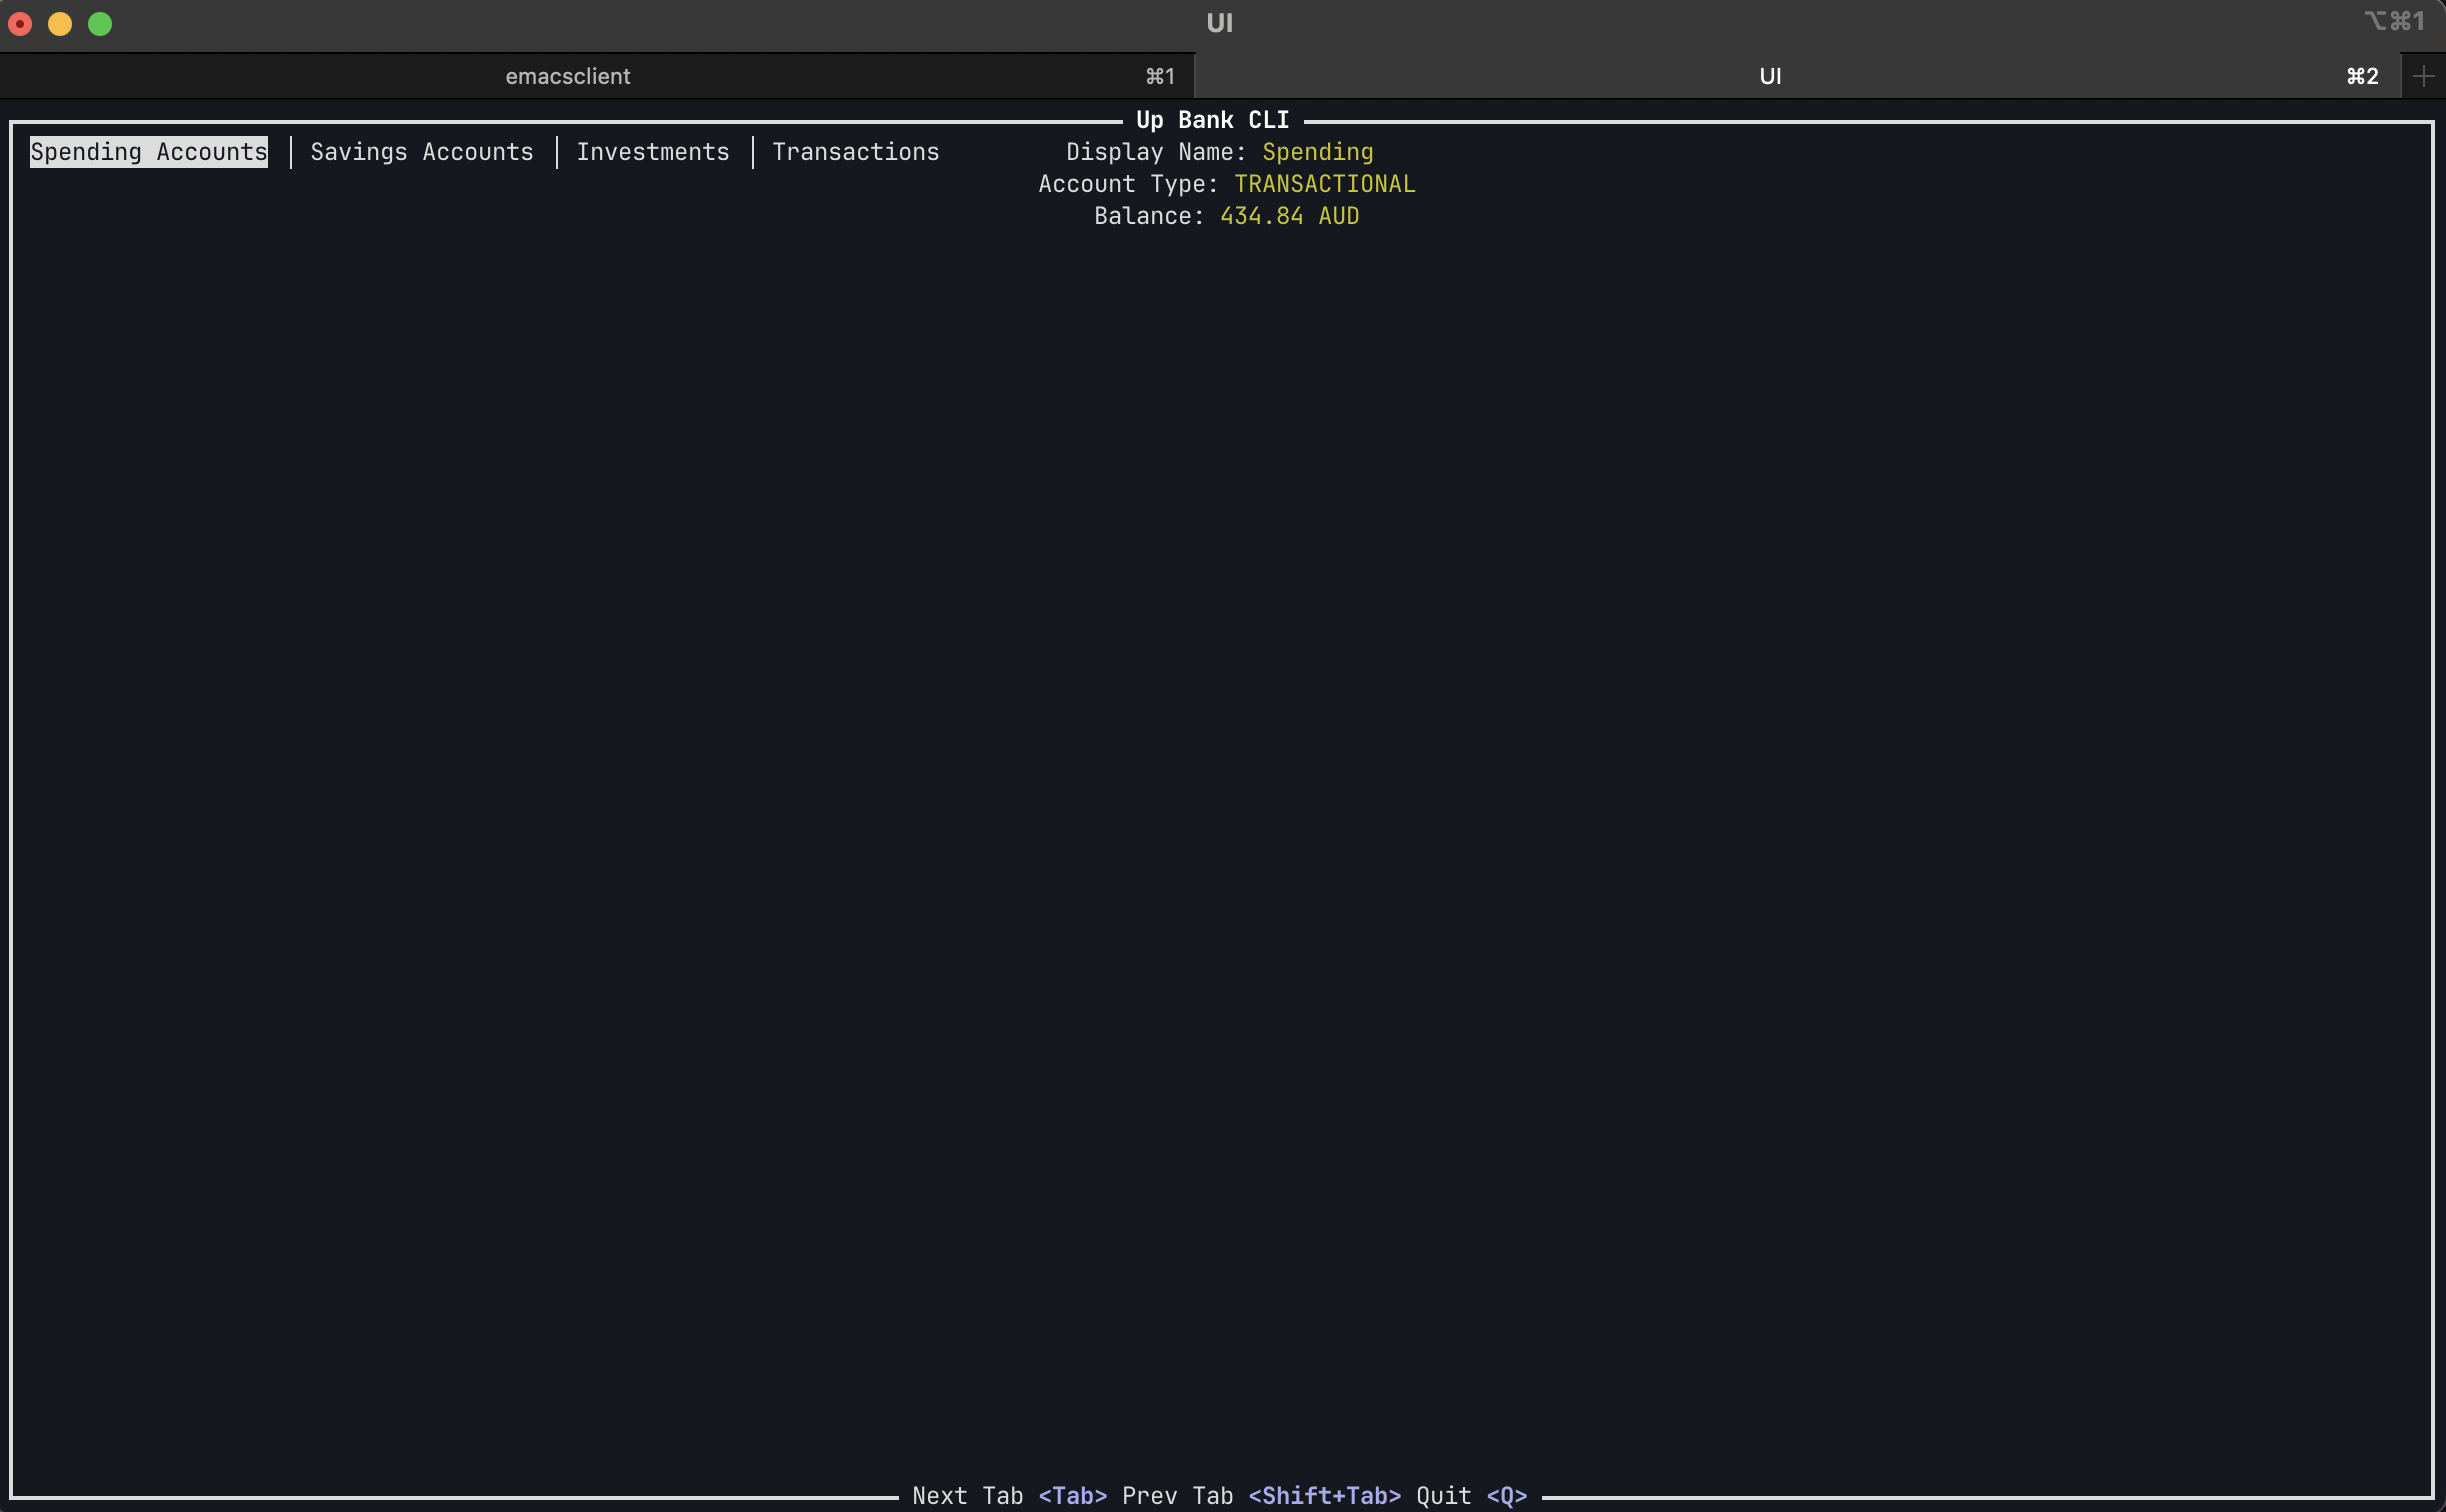 UI ⌥⌘1
emacsclient ⌘1 UI ⌘2 +
Up Bank CLI
Spending Accounts │ Savings Accounts │ Investments │ Transactions Display Name: Spending
Account Type: TRANSACTIONAL
Balance: 434.84 AUD
Next Tab <Tab> Prev Tab <Shift+Tab> Quit <Q>